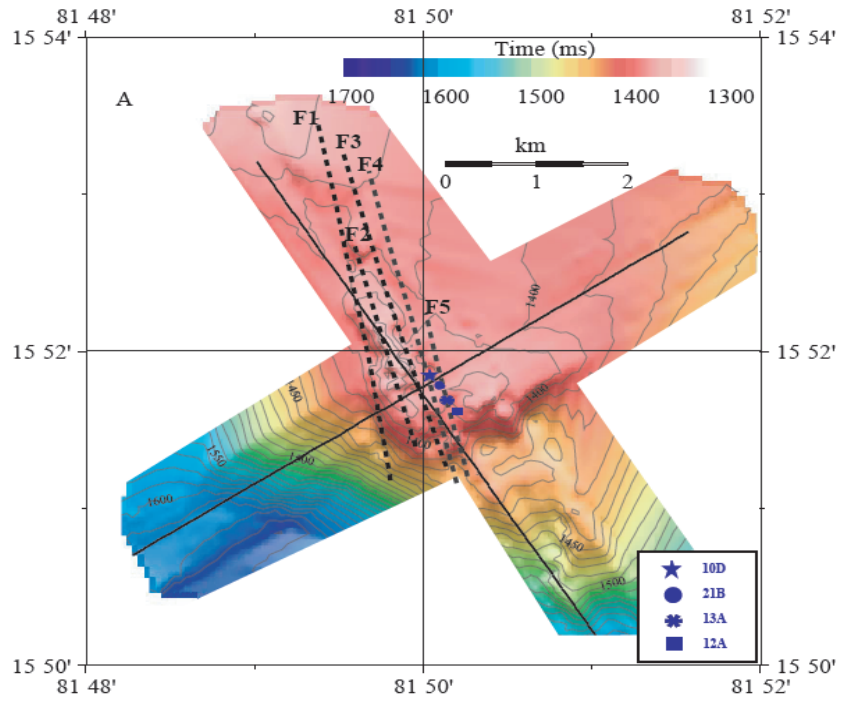 81 48' 81 50' 81 52'
15 54' 15 54'
Time (ms)
1700 1600 1500 1400 1300
A
F1
F3
F4
km
0 1 2
F2
1400
F5
15 52' 15 52'
1450
1400
1400
1550
1500
1600
1450
1500
10D
21B
13A
12A
15 50' 15 50'
81 48' 81 50' 81 52'